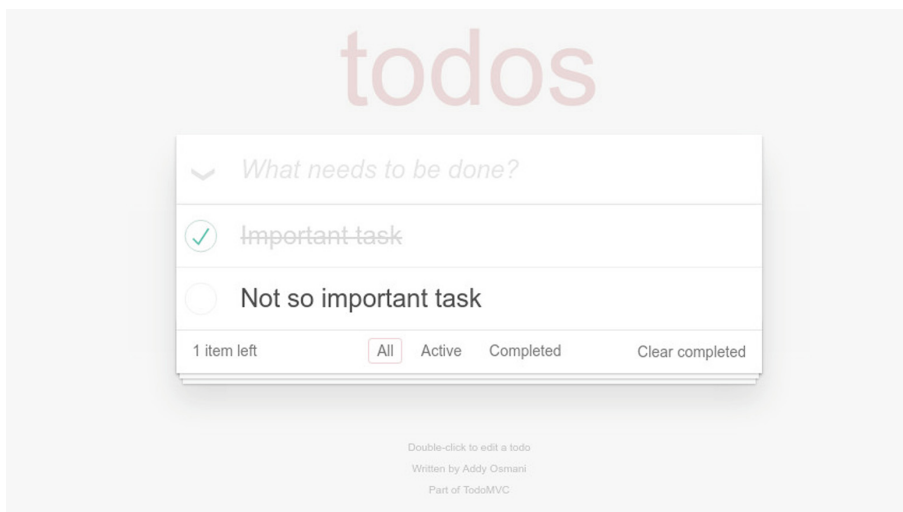 todos
What needs to be done?
Important task
Not so important task
1 item left All Active Completed Clear completed
Double-click to edit a todo
Written by Addy Osmani
Part of TodoMVC